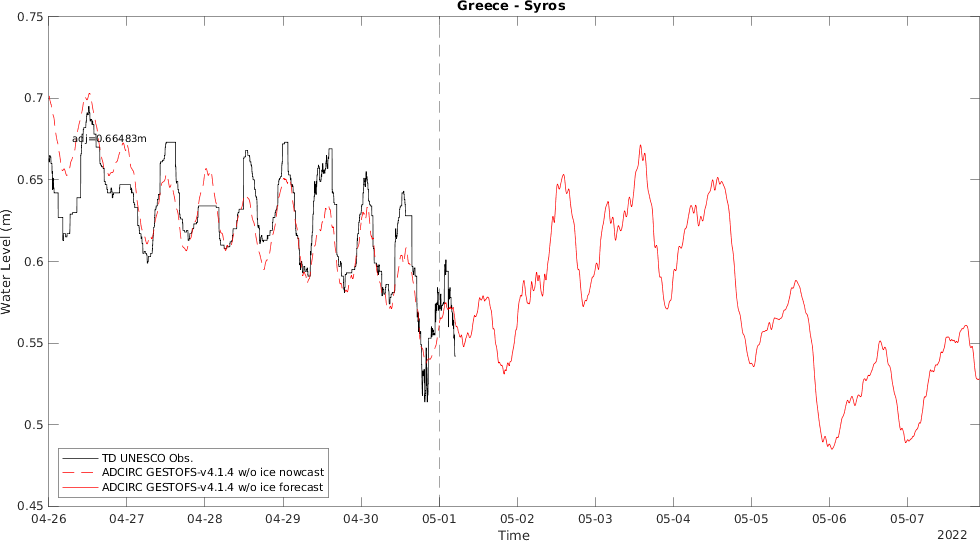 Greece - Syros
0.75
0.7
0.65
0.6
0.55
0.5
0.45
Water Level (m)
adj=0.66483m
TD UNESCO Obs.
ADCIRC GESTOFS-v4.1.4 w/o ice nowcast
ADCIRC GESTOFS-v4.1.4 w/o ice forecast
04-26 04-27 04-28 04-29 04-30 05-01 05-02 05-03 05-04 05-05 05-06 05-07
Time
2022